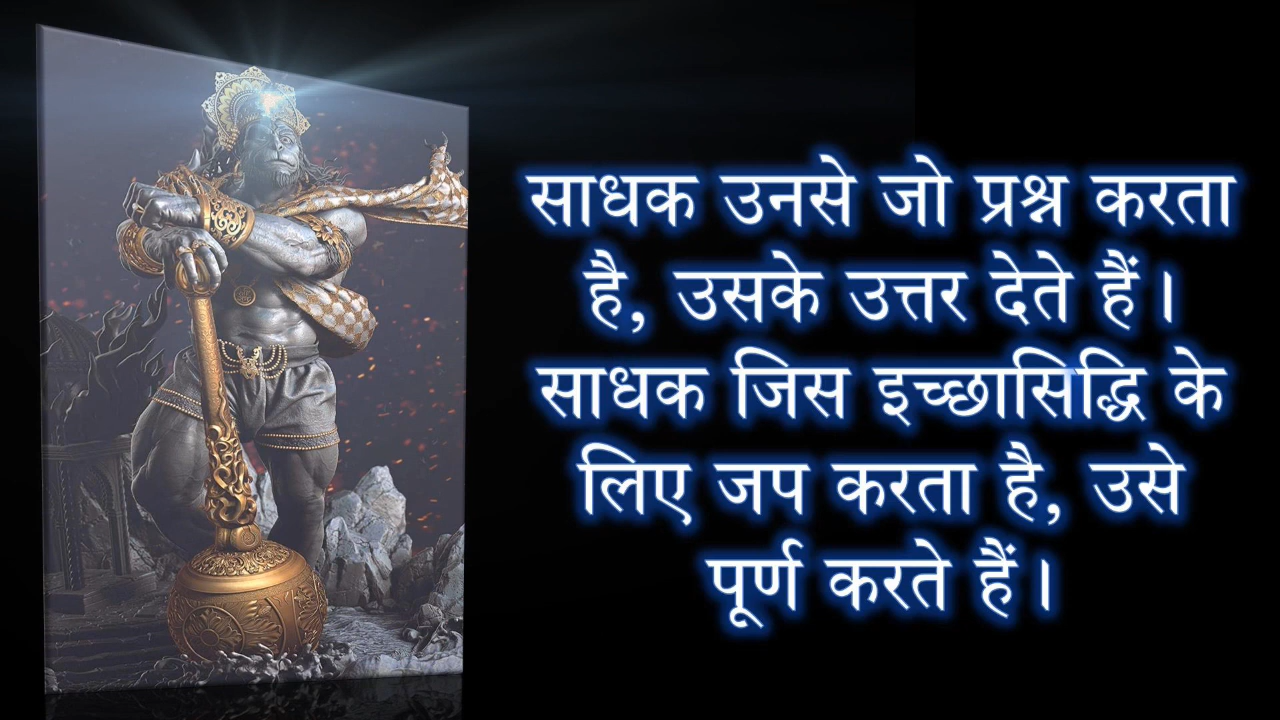 साधक उनसे जो प्रश्न करता
है, उसके उत्तर देते हैं।
साधक जिस इच्छासिद्धि के
लिए जप करता है, उसे
पूर्ण करते हैं।